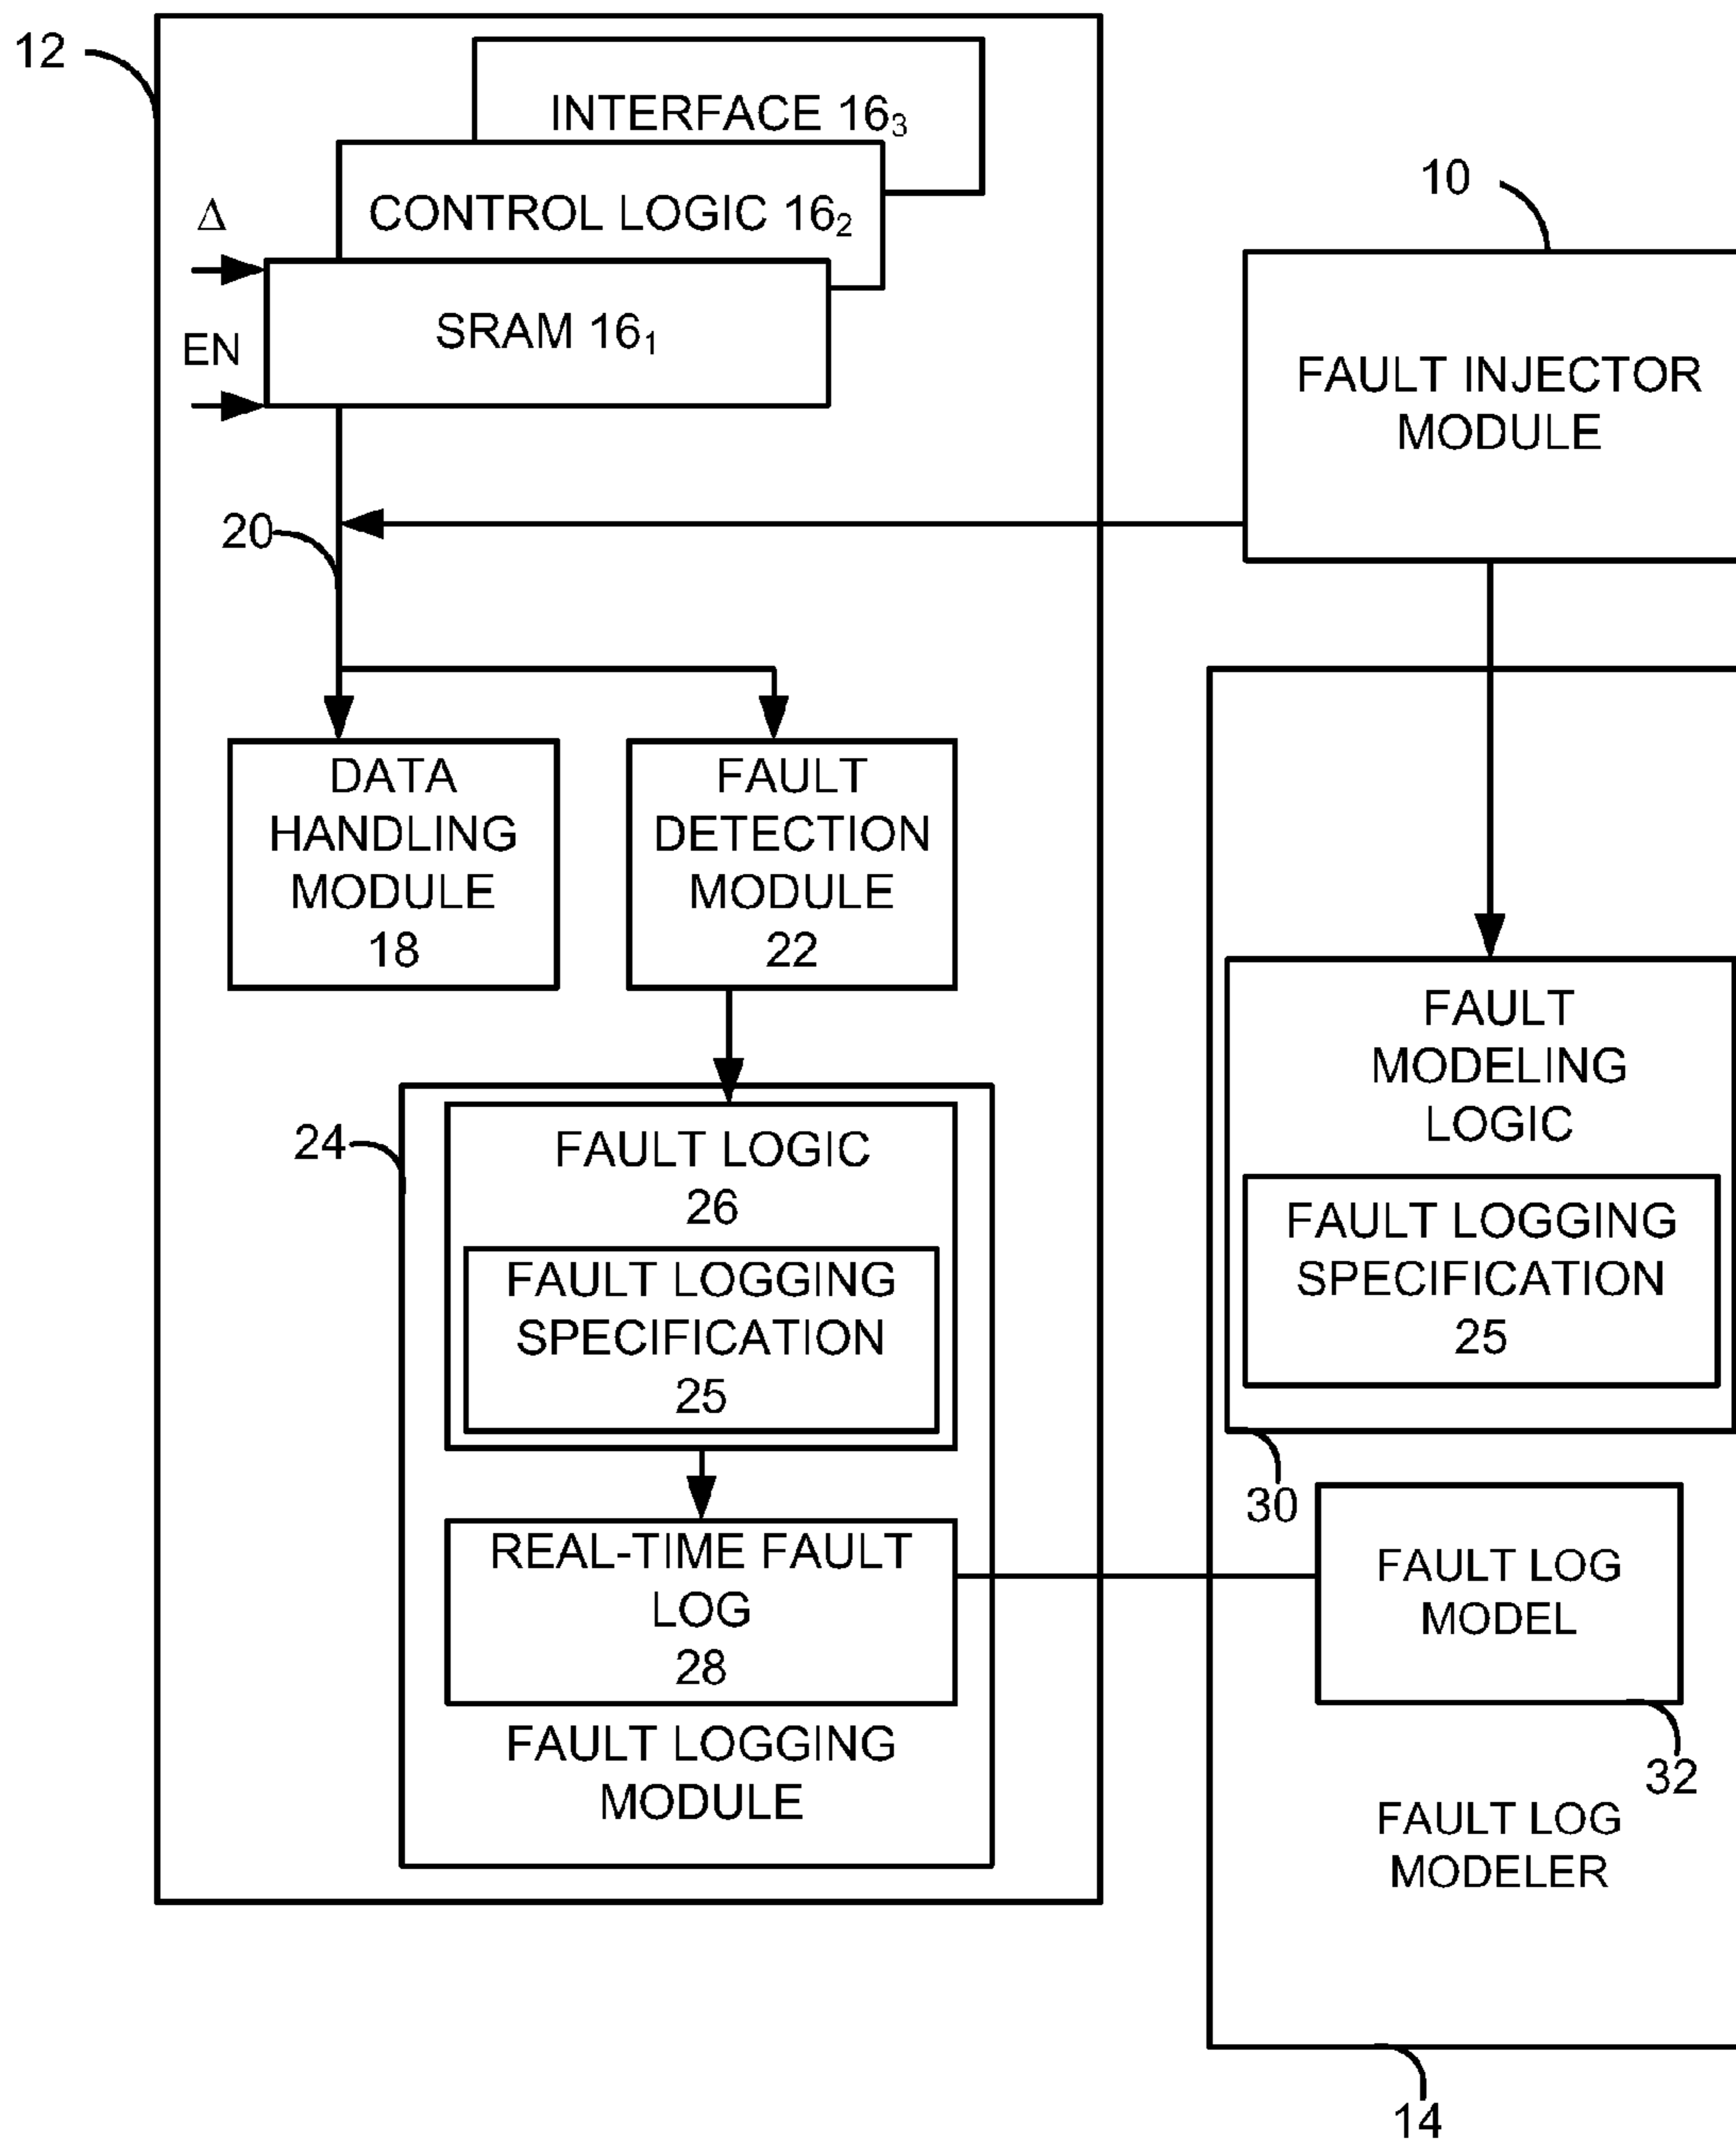 12
INTERFACE 16₃
CONTROL LOGIC 16₂
Δ
SRAM 16₁
EN
10
FAULT INJECTOR
MODULE
20
DATA
HANDLING
MODULE
18
FAULT
DETECTION
MODULE
22
FAULT
MODELING
LOGIC
FAULT LOGGING
SPECIFICATION
25
30
24
FAULT LOGIC
26
FAULT LOGGING
SPECIFICATION
25
REAL-TIME FAULT
LOG
28
FAULT LOGGING
MODULE
FAULT LOG
MODEL
32
FAULT LOG
MODELER
14